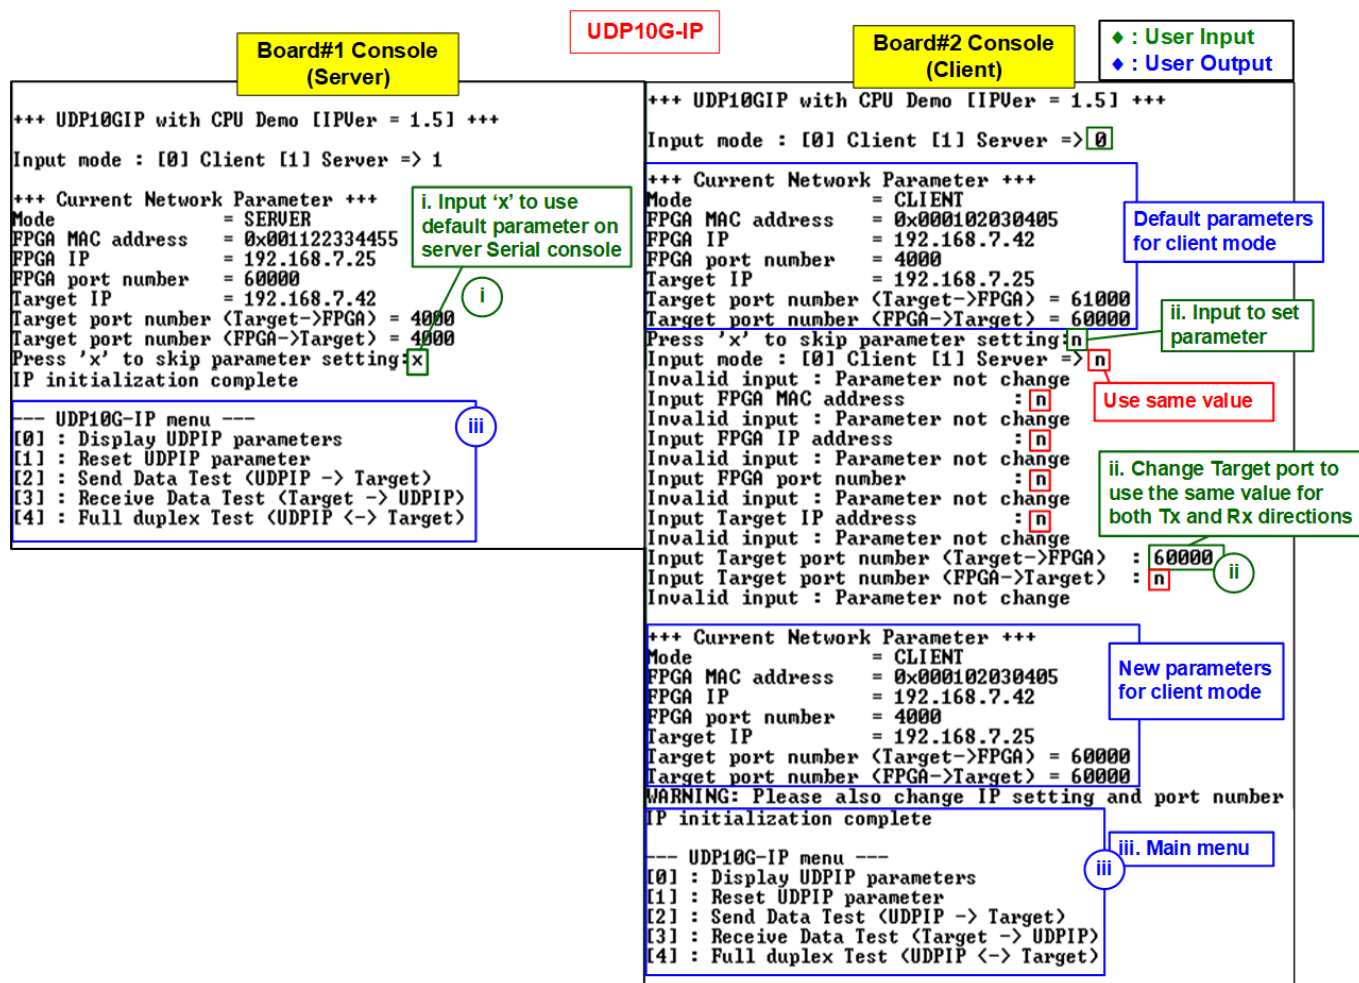 UDP10G-IP
♦ : User Input
♦ : User Output
Board#1 Console
(Server)
+++ UDP10GIP with CPU Demo [IPVer = 1.5] +++
Input mode : [0] Client [1] Server => 1
+++ Current Network Parameter +++
Mode = SERVER
FPGA MAC address = 0x001122334455
FPGA IP = 192.168.7.25
FPGA port number = 60000
Target IP = 192.168.7.42
Target port number (Target->FPGA) = 4000
Target port number (FPGA->Target) = 4000
Press 'x' to skip parameter setting:x
IP initialization complete
i. Input ‘x’ to use
default parameter on
server Serial console
i
--- UDP10G-IP menu ---
[0] : Display UDPIP parameters
[1] : Reset UDPIP parameter
[2] : Send Data Test (UDPIP -> Target)
[3] : Receive Data Test (Target -> UDPIP)
[4] : Full duplex Test (UDPIP <-> Target)
iii
Board#2 Console
(Client)
+++ UDP10GIP with CPU Demo [IPVer = 1.5] +++
Input mode : [0] Client [1] Server => 0
+++ Current Network Parameter +++
Mode = CLIENT
FPGA MAC address = 0x000102030405
FPGA IP = 192.168.7.42
FPGA port number = 4000
Target IP = 192.168.7.25
Target port number (Target->FPGA) = 61000
Target port number (FPGA->Target) = 60000
Default parameters
for client mode
Press 'x' to skip parameter setting:n
ii. Input to set
parameter
Input mode : [0] Client [1] Server => n
Invalid input : Parameter not change
Input FPGA MAC address : n
Invalid input : Parameter not change
Input FPGA IP address : n
Invalid input : Parameter not change
Input FPGA port number : n
Invalid input : Parameter not change
Input Target IP address : n
Invalid input : Parameter not change
Input Target port number (Target->FPGA) : 60000
Input Target port number (FPGA->Target) : n
Invalid input : Parameter not change
Use same value
ii. Change Target port to
use the same value for
both Tx and Rx directions
ii
+++ Current Network Parameter +++
Mode = CLIENT
FPGA MAC address = 0x000102030405
FPGA IP = 192.168.7.42
FPGA port number = 4000
Target IP = 192.168.7.25
Target port number (Target->FPGA) = 60000
Target port number (FPGA->Target) = 60000
New parameters
for client mode
WARNING: Please also change IP setting and port number
IP initialization complete
--- UDP10G-IP menu ---
[0] : Display UDPIP parameters
[1] : Reset UDPIP parameter
[2] : Send Data Test (UDPIP -> Target)
[3] : Receive Data Test (Target -> UDPIP)
[4] : Full duplex Test (UDPIP <-> Target)
iii. Main menu
iii